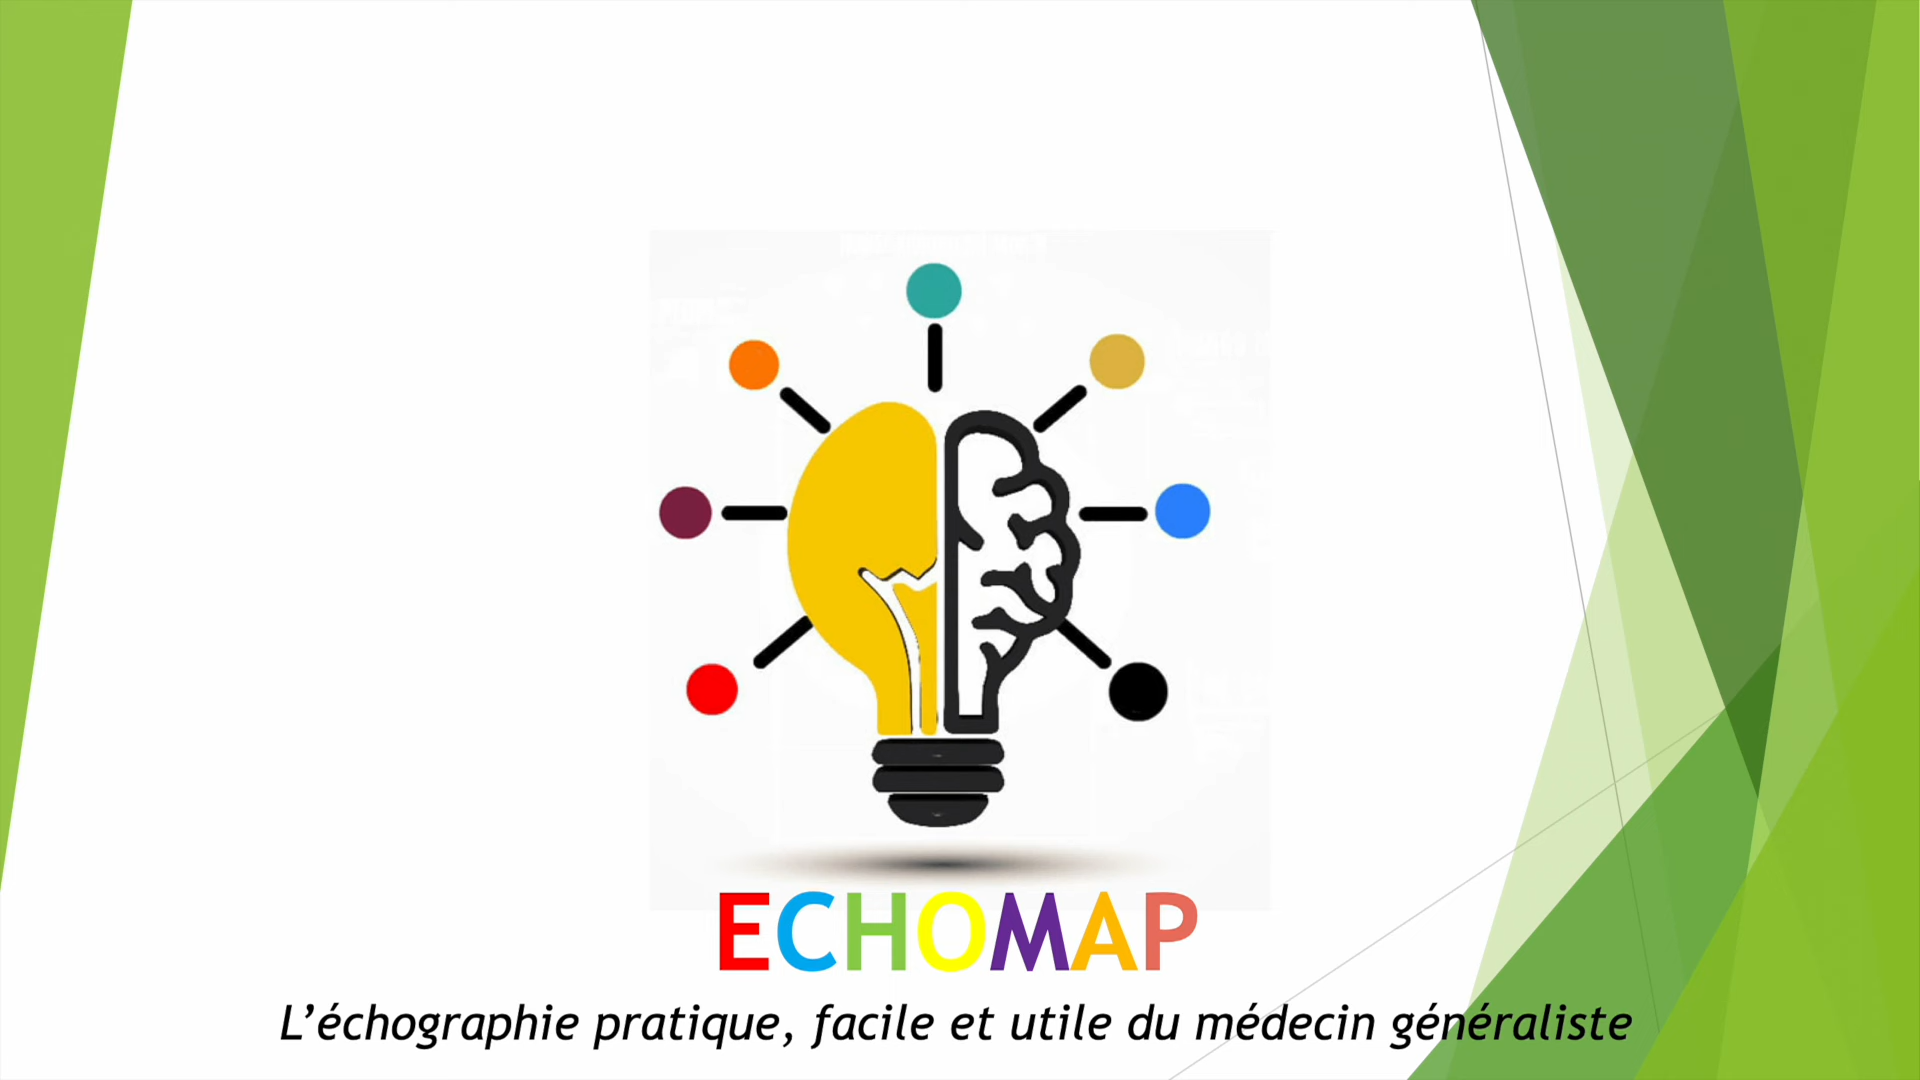 ECHOMAP
L’échographie pratique, facile et utile du médecin généraliste